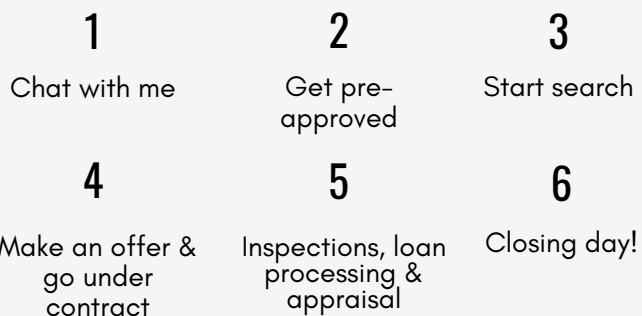 1
Chat with me
2
Get pre-
approved
3
Start search
4
Make an offer &
go under
contract
5
Inspections, loan
processing &
appraisal
6
Closing day!